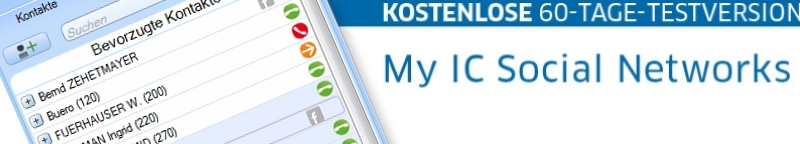 Kontakte
Suchen
Bevorzugte Kontakte
Bernd ZEHETMAYER
Buero (120)
FUERHAUSER W. (200)
MAN Ingrid (220)
(270)
KOSTENLOSE 60-TAGE-TESTVERSION
My IC Social Networks